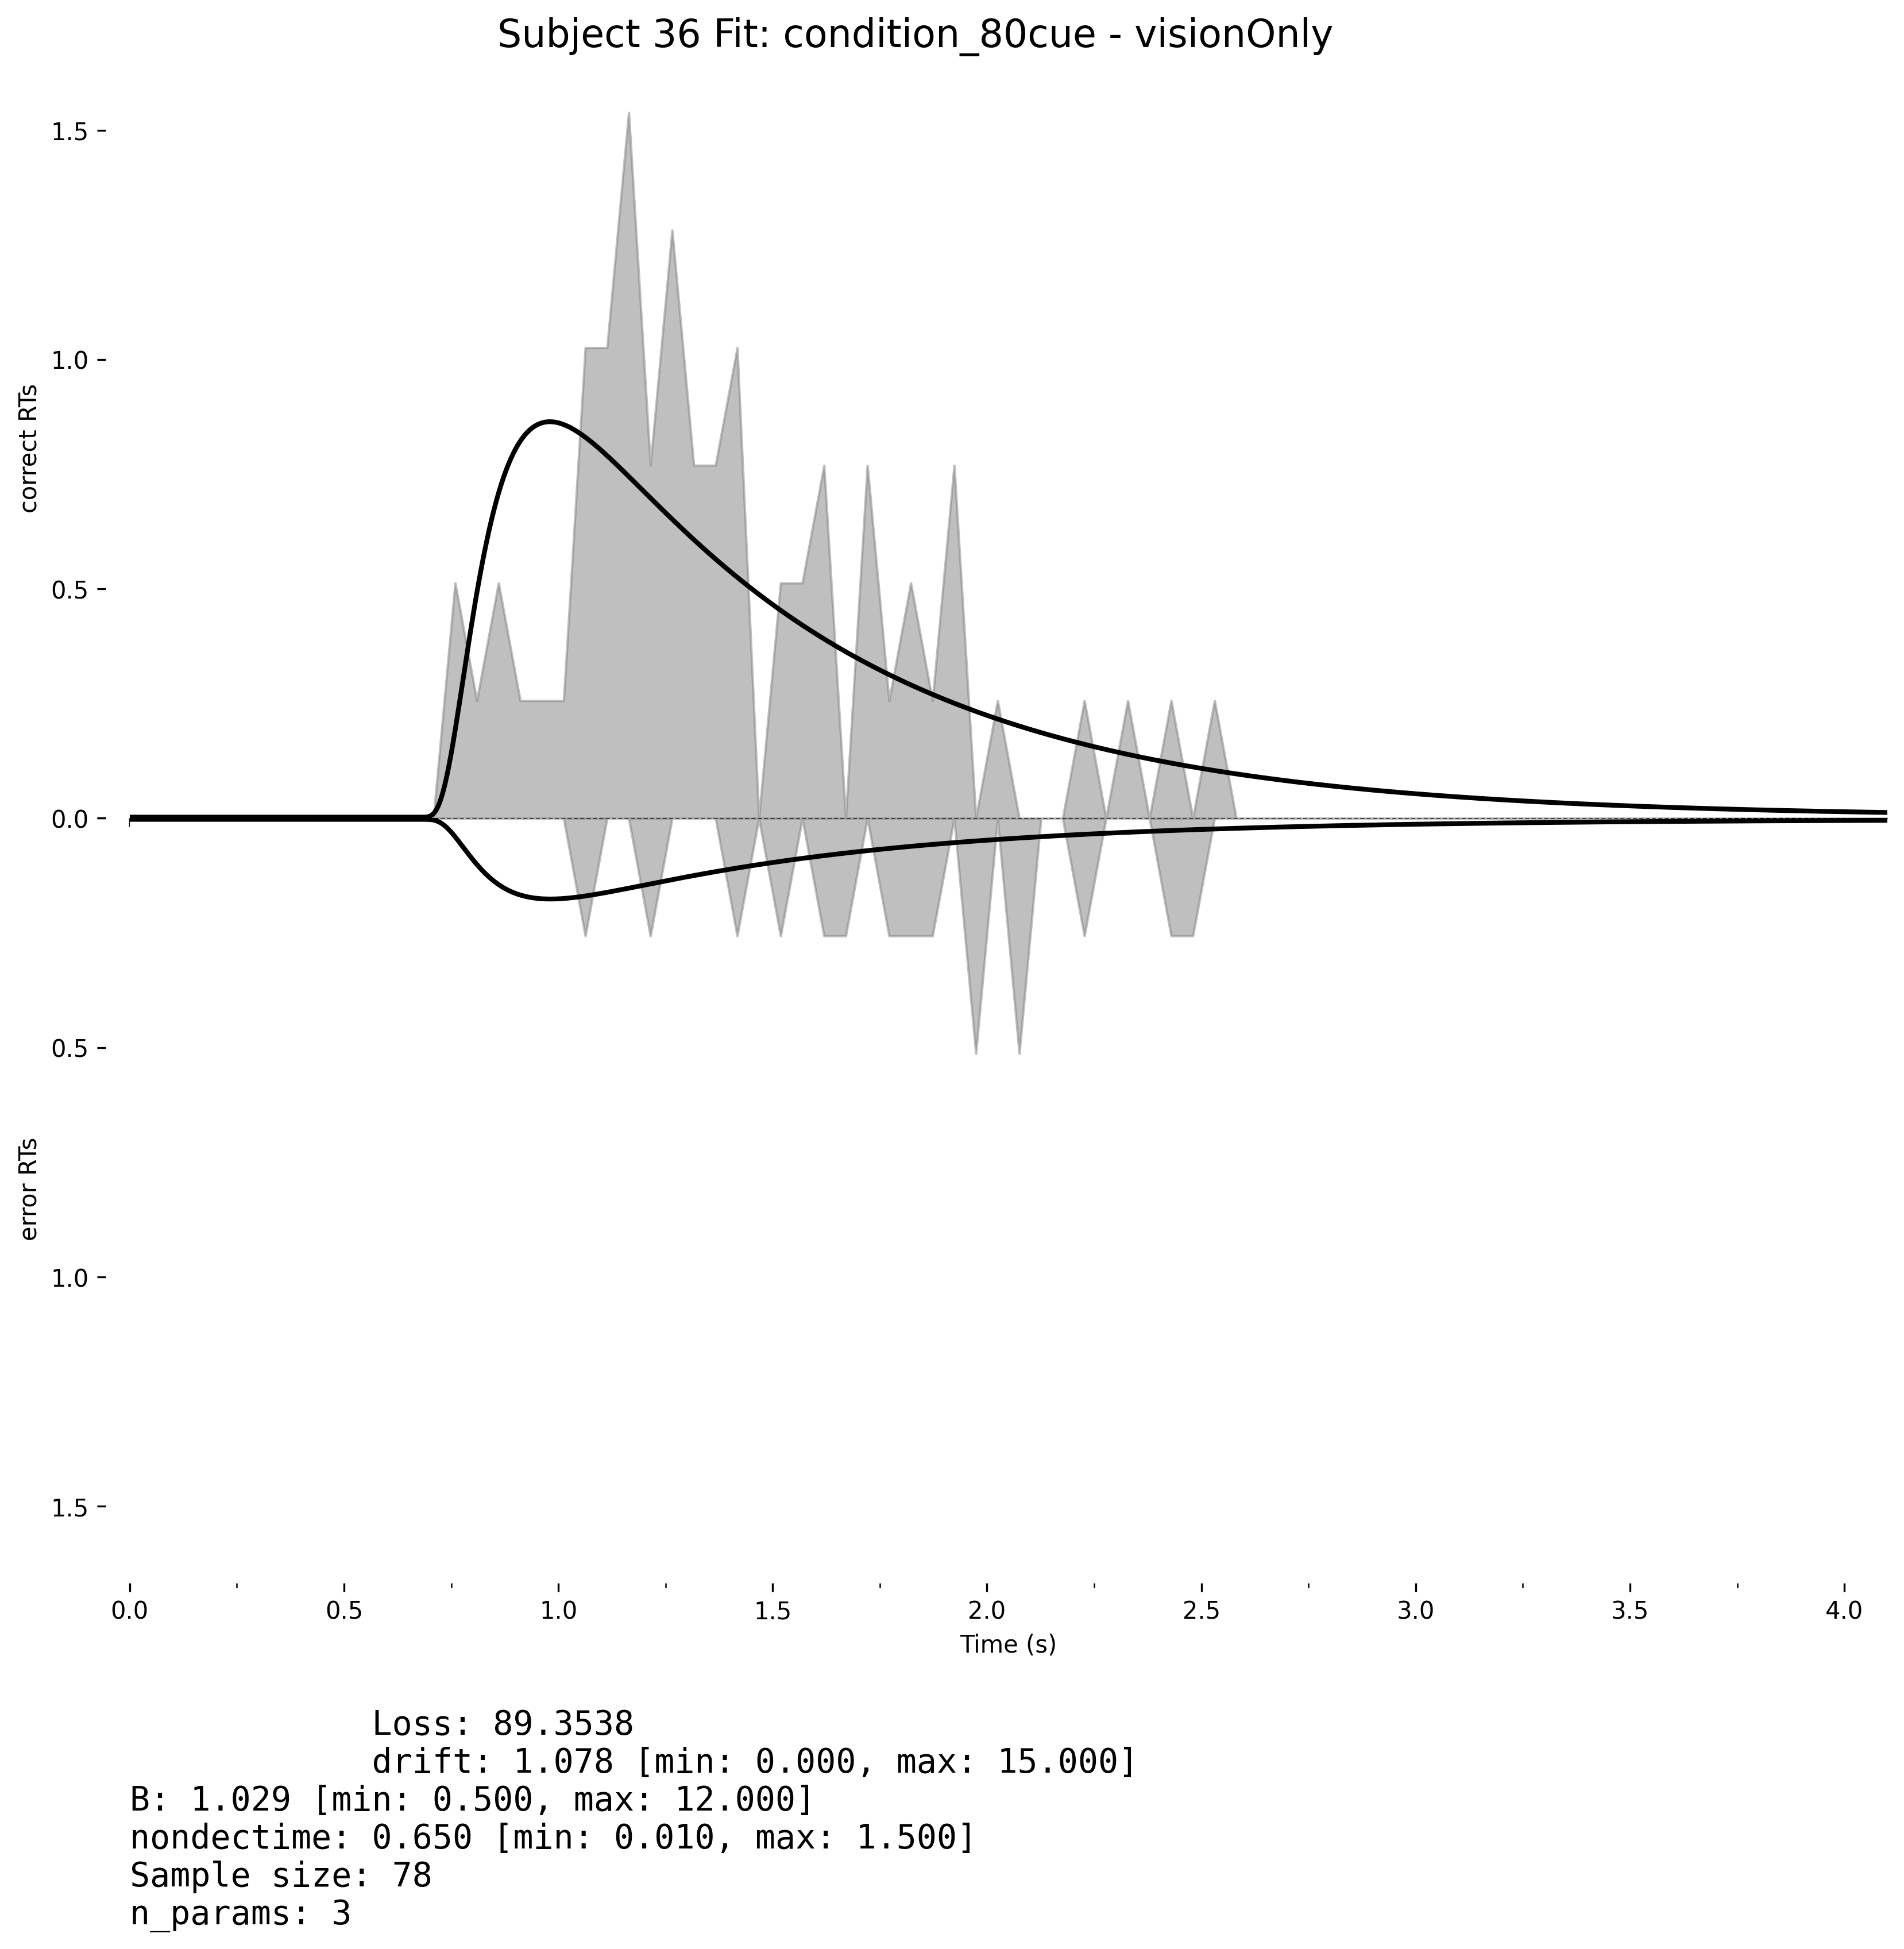 Subject 36 Fit: condition_80cue - visionOnly
1.5
1.0
0.5
0.0
0.5
1.0
1.5
correct RTs
error RTs
0.0 0.5 1.0 1.5 2.0 2.5 3.0 3.5 4.0
Time (s)
Loss: 89.3538
drift: 1.078 [min: 0.000, max: 15.000]
B: 1.029 [min: 0.500, max: 12.000]
nondectime: 0.650 [min: 0.010, max: 1.500]
Sample size: 78
n_params: 3